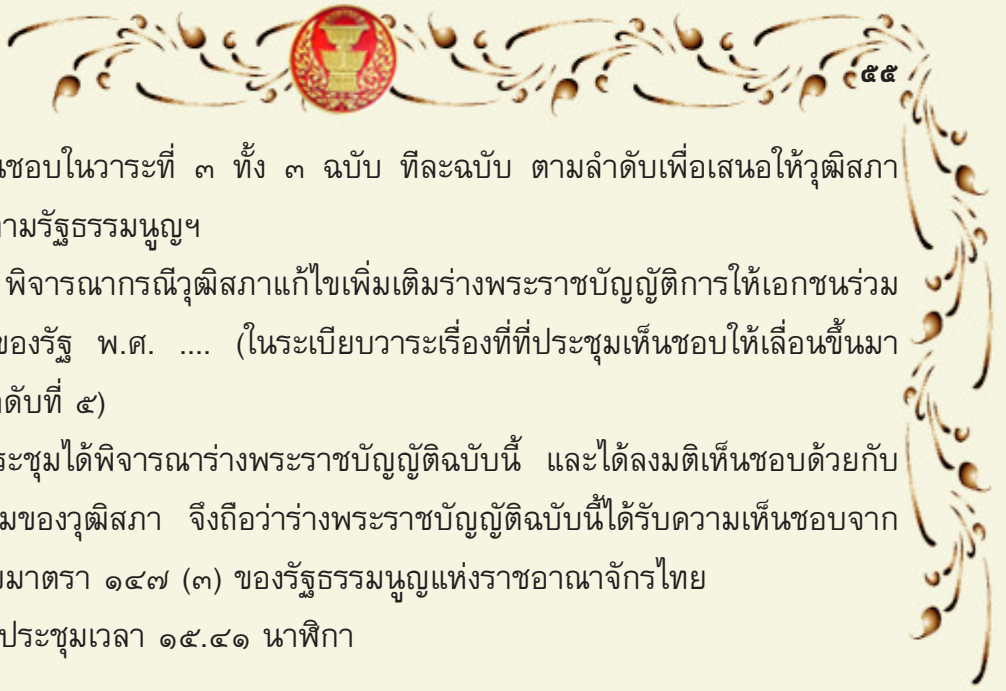 ๕๕
นชอบในวาระที่ ๓ ทั้ง ๓ ฉบับ ทีละฉบับ ตามลำดับเพื่อเสนอให้วุฒิสภา
ามรัฐธรรมนูญฯ
พิจารณากรณีวุฒิสภาแก้ไขเพิ่มเติมร่างพระราชบัญญัติการให้เอกชนร่วม
ของรัฐ พ.ศ. .... (ในระเบียบวาระเรื่องที่ที่ประชุมเห็นชอบให้เลื่อนขึ้นมา
ดับที่ ๕)
ระชุมได้พิจารณาร่างพระราชบัญญัติฉบับนี้ และได้ลงมติเห็นชอบด้วยกับ
มของวุฒิสภา จึงถือว่าร่างพระราชบัญญัติฉบับนี้ได้รับความเห็นชอบจาก
มาตรา ๑๔๗ (๓) ของรัฐธรรมนูญแห่งราชอาณาจักรไทย
ประชุมเวลา ๑๕.๔๑ นาฬิกา